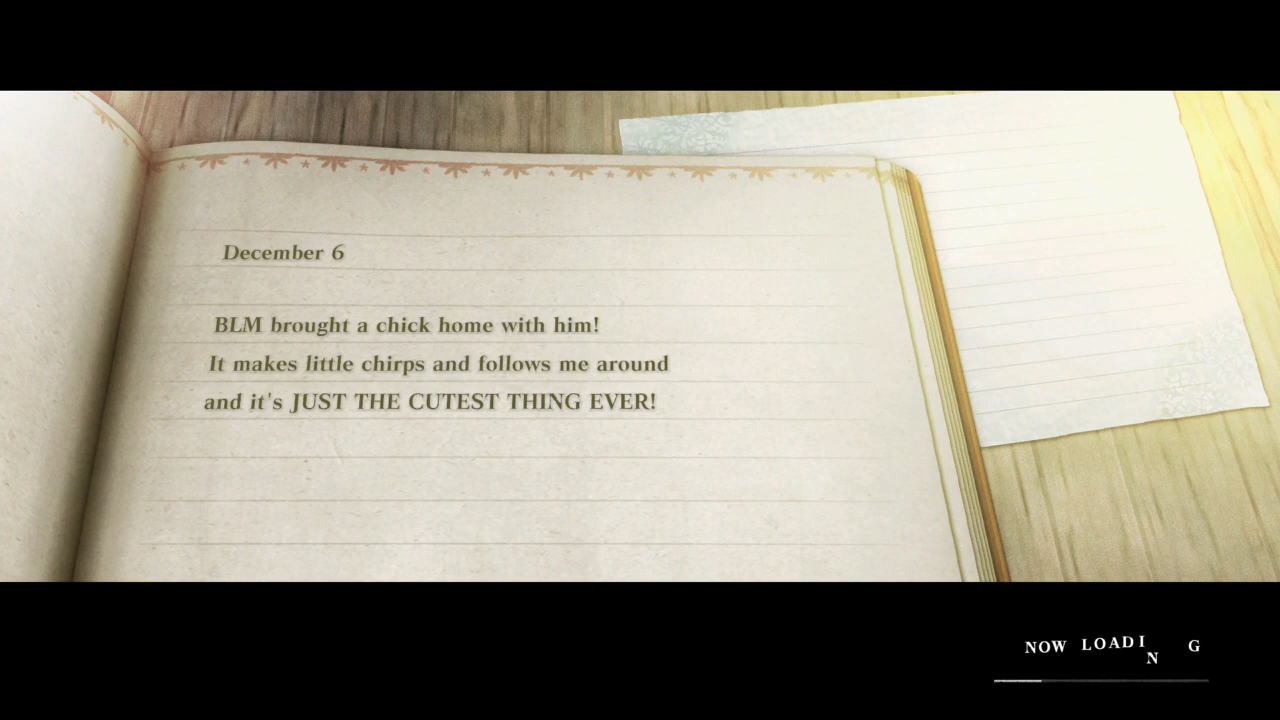 December 6
BLM brought a chick home with him!
It makes little chirps and follows me around
and it's JUST THE CUTEST THING EVER!
NOW LOADING